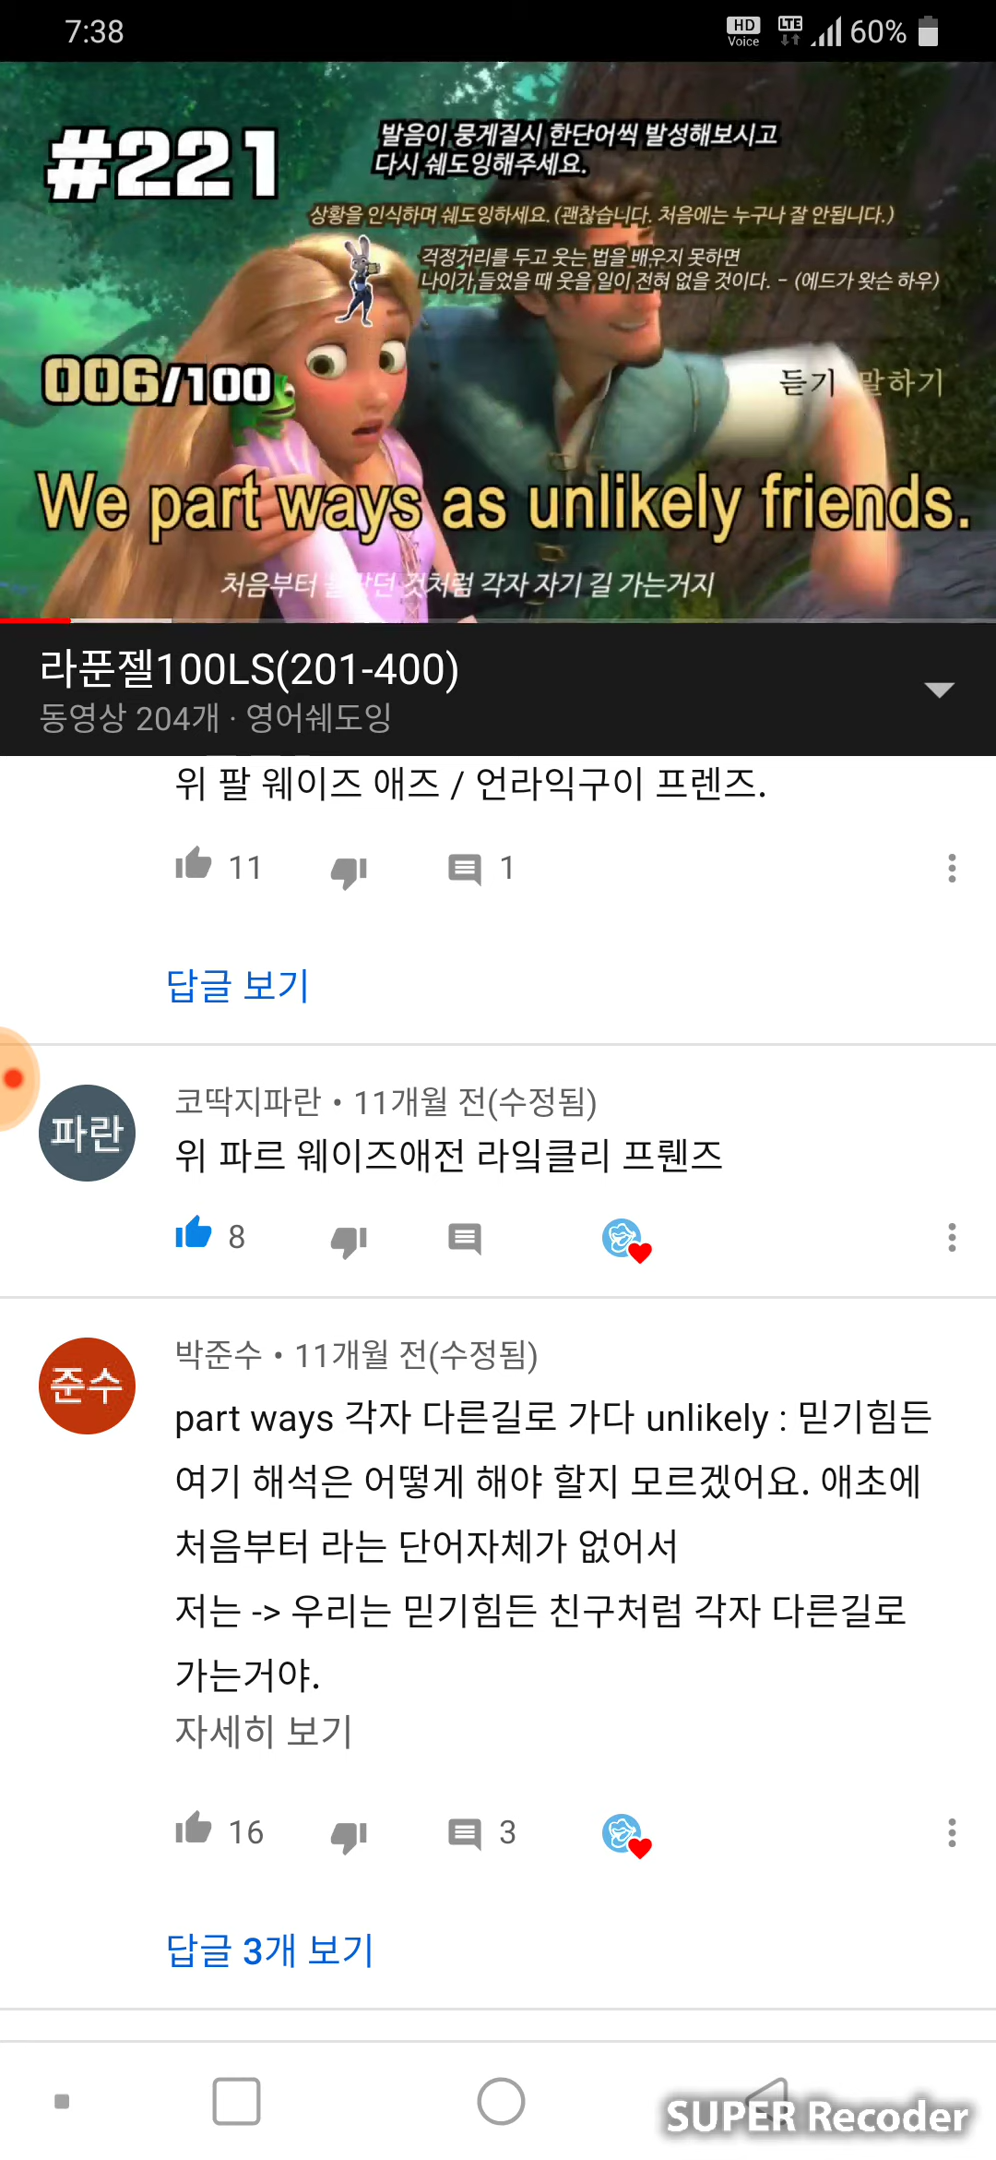 7:38
HD Voice LTE 60%
#221
발음이 뭉게질시 한단어씩 발성해보시고
다시 쉐도잉해주세요.
상황을 인식하며 쉐도잉하세요. (괜찮습니다. 처음에는 누구나 잘 안됩니다.)
걱정거리를 두고 웃는 법을 배우지 못하면
나이가 들었을 때 웃을 일이 전혀 없을 것이다. - (에드가 왓슨 하우)
006/100
듣기 말하기
We part ways as unlikely friends.
처음부터 던 것처럼 각자 자기 길 가는거지
라푼젤100LS(201-400)
동영상 204개 · 영어쉐도잉
위 팔 웨이즈 애즈 / 언라익구이 프렌즈.
11 1
답글 보기
파란
코딱지파란 • 11개월 전(수정됨)
위 파르 웨이즈애전 라잌클리 프뤤즈
8
준수
박준수 • 11개월 전(수정됨)
part ways 각자 다른길로 가다 unlikely : 믿기힘든
여기 해석은 어떻게 해야 할지 모르겠어요. 애초에
처음부터 라는 단어자체가 없어서
저는 -> 우리는 믿기힘든 친구처럼 각자 다른길로
가는거야.
자세히 보기
16 3
답글 3개 보기
SUPER Recoder